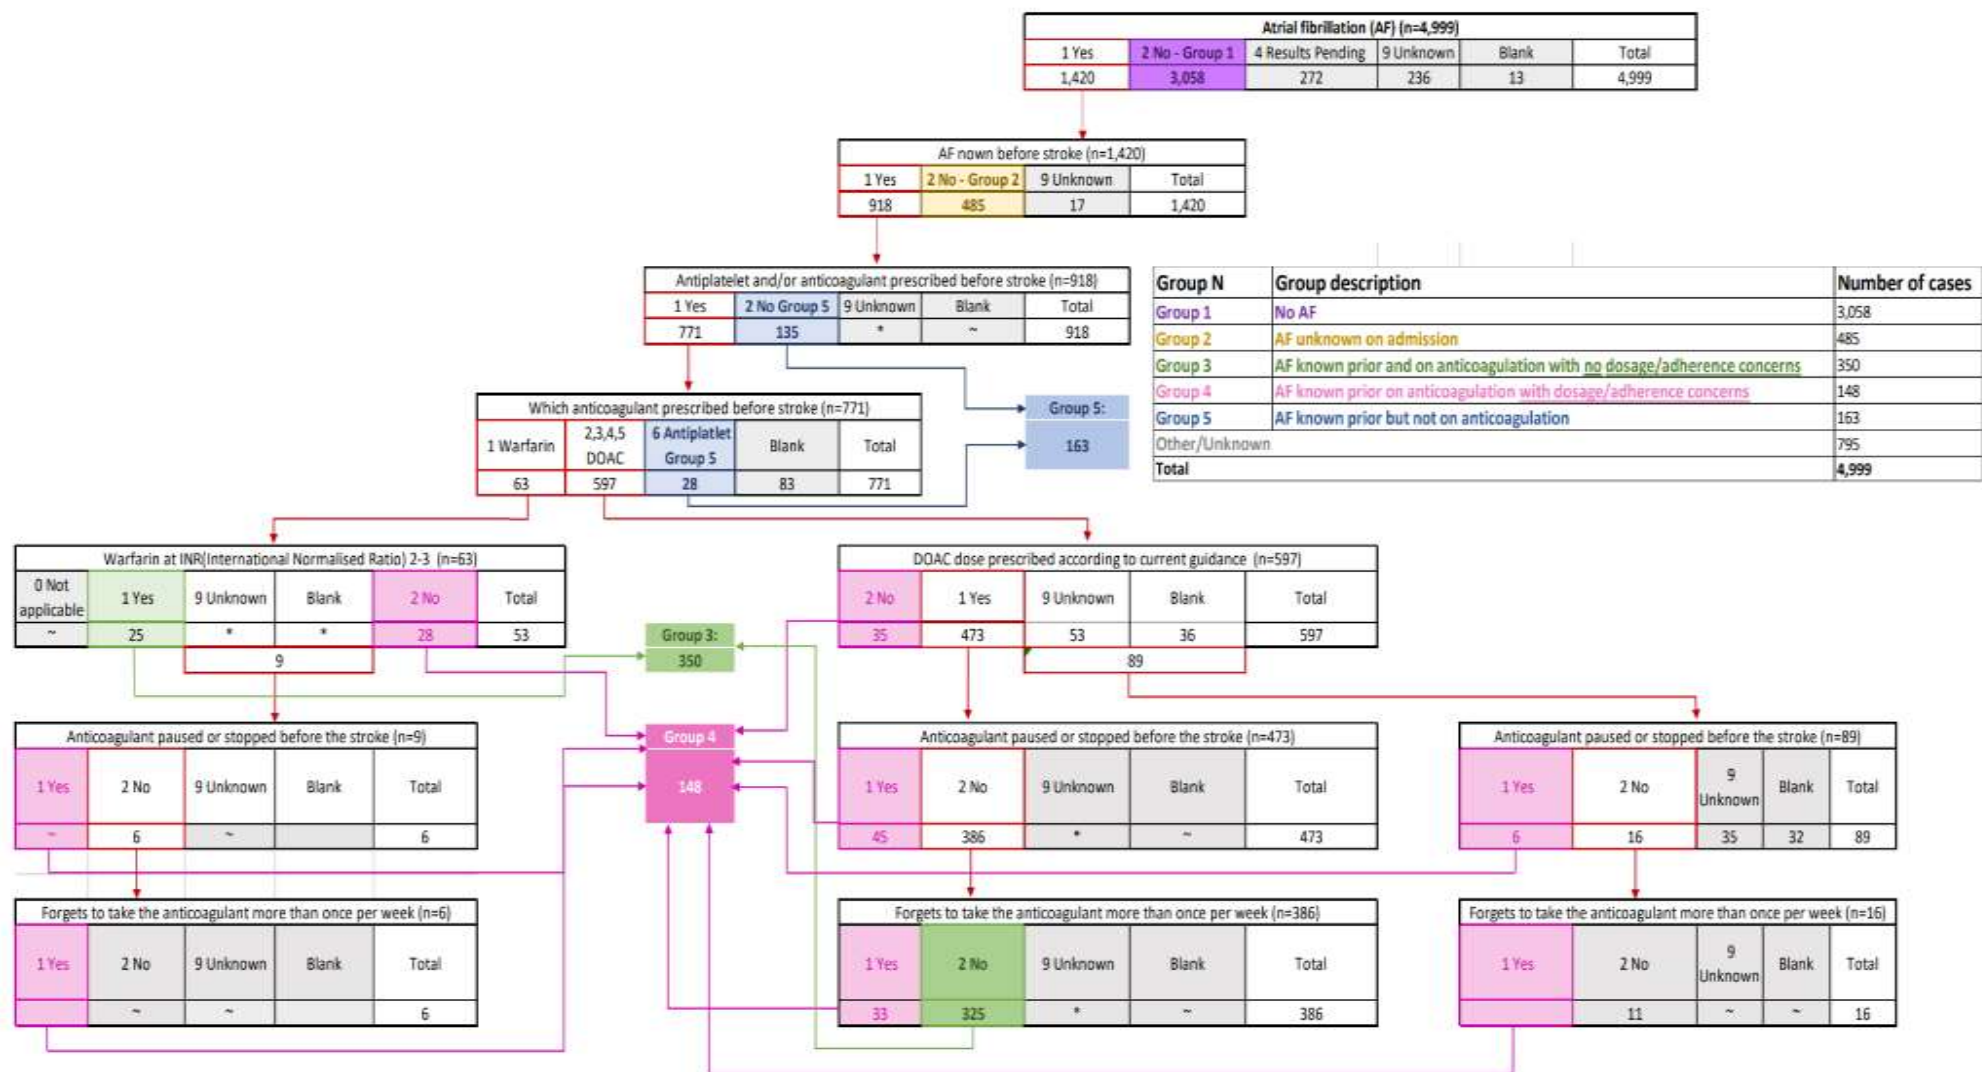 Atrial fibrillation (AF) (n=4,999)
1 Yes 2 No - Group 1 4 Results Pending 9 Unknown Blank Total
1,420 3,058 272 236 13 4,999
AF nown before stroke (n=1,420)
1 Yes 2 No - Group 2 9 Unknown Total
918 485 17 1,420
Antiplatelet and/or anticoagulant prescribed before stroke (n=918)
1 Yes 2 No Group 5 9 Unknown Blank Total
771 135 * ~ 918
Group N Group description Number of cases
Group 1 No AF 3,058
Group 2 AF unknown on admission 485
Group 3 AF known prior and on anticoagulation with no dosage/adherence concerns 350
Group 4 AF known prior on anticoagulation with dosage/adherence concerns 148
Group 5 AF known prior but not on anticoagulation 163
Other/Unknown 795
Total 4,999
Which anticoagulant prescribed before stroke (n=771)
1 Warfarin 2,3,4,5 DOAC 6 Antiplatlet Group 5 Blank Total
63 597 28 83 771
Group 5:
163
Warfarin at INR(International Normalised Ratio) 2-3 (n=63)
0 Not applicable 1 Yes 9 Unknown Blank 2 No Total
~ 25 * * 28 53
9
Group 3:
350
DOAC dose prescribed according to current guidance (n=597)
2 No 1 Yes 9 Unknown Blank Total
35 473 53 36 597
89
Anticoagulant paused or stopped before the stroke (n=9)
1 Yes 2 No 9 Unknown Blank Total
~ 6 ~ 6
Group 4
148
Anticoagulant paused or stopped before the stroke (n=473)
1 Yes 2 No 9 Unknown Blank Total
45 386 * ~ 473
Anticoagulant paused or stopped before the stroke (n=89)
1 Yes 2 No 9 Unknown Blank Total
6 16 35 32 89
Forgets to take the anticoagulant more than once per week (n=6)
1 Yes 2 No 9 Unknown Blank Total
~ ~ 6
Forgets to take the anticoagulant more than once per week (n=386)
1 Yes 2 No 9 Unknown Blank Total
33 325 * ~ 386
Forgets to take the anticoagulant more than once per week (n=16)
1 Yes 2 No 9 Unknown Blank Total
11 ~ ~ 16